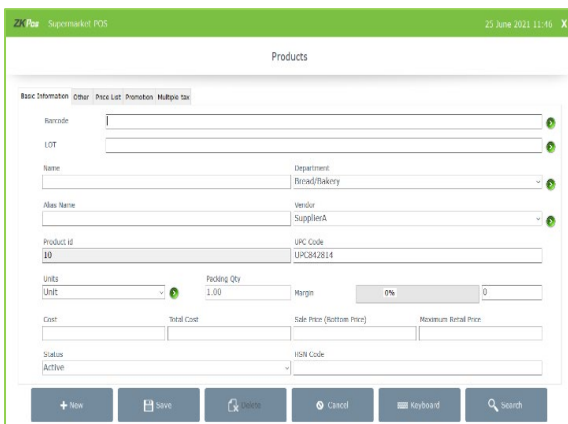 ZKPos Supermarket POS 25 June 2021 11:46 X
Products
Basic Information Other Price List Promotion Multiple tax
Barcode
LOT
Name Department
Bread/Bakery
Alias Name Vendor
SupplierA
Product id UPC Code
10 UPC842814
Units Packing Qty
Unit 1.00 Margin 0% 0
Cost Total Cost Sale Price (Bottom Price) Maximum Retail Price
Status HSN Code
Active
New Save Delete Cancel Keyboard Search